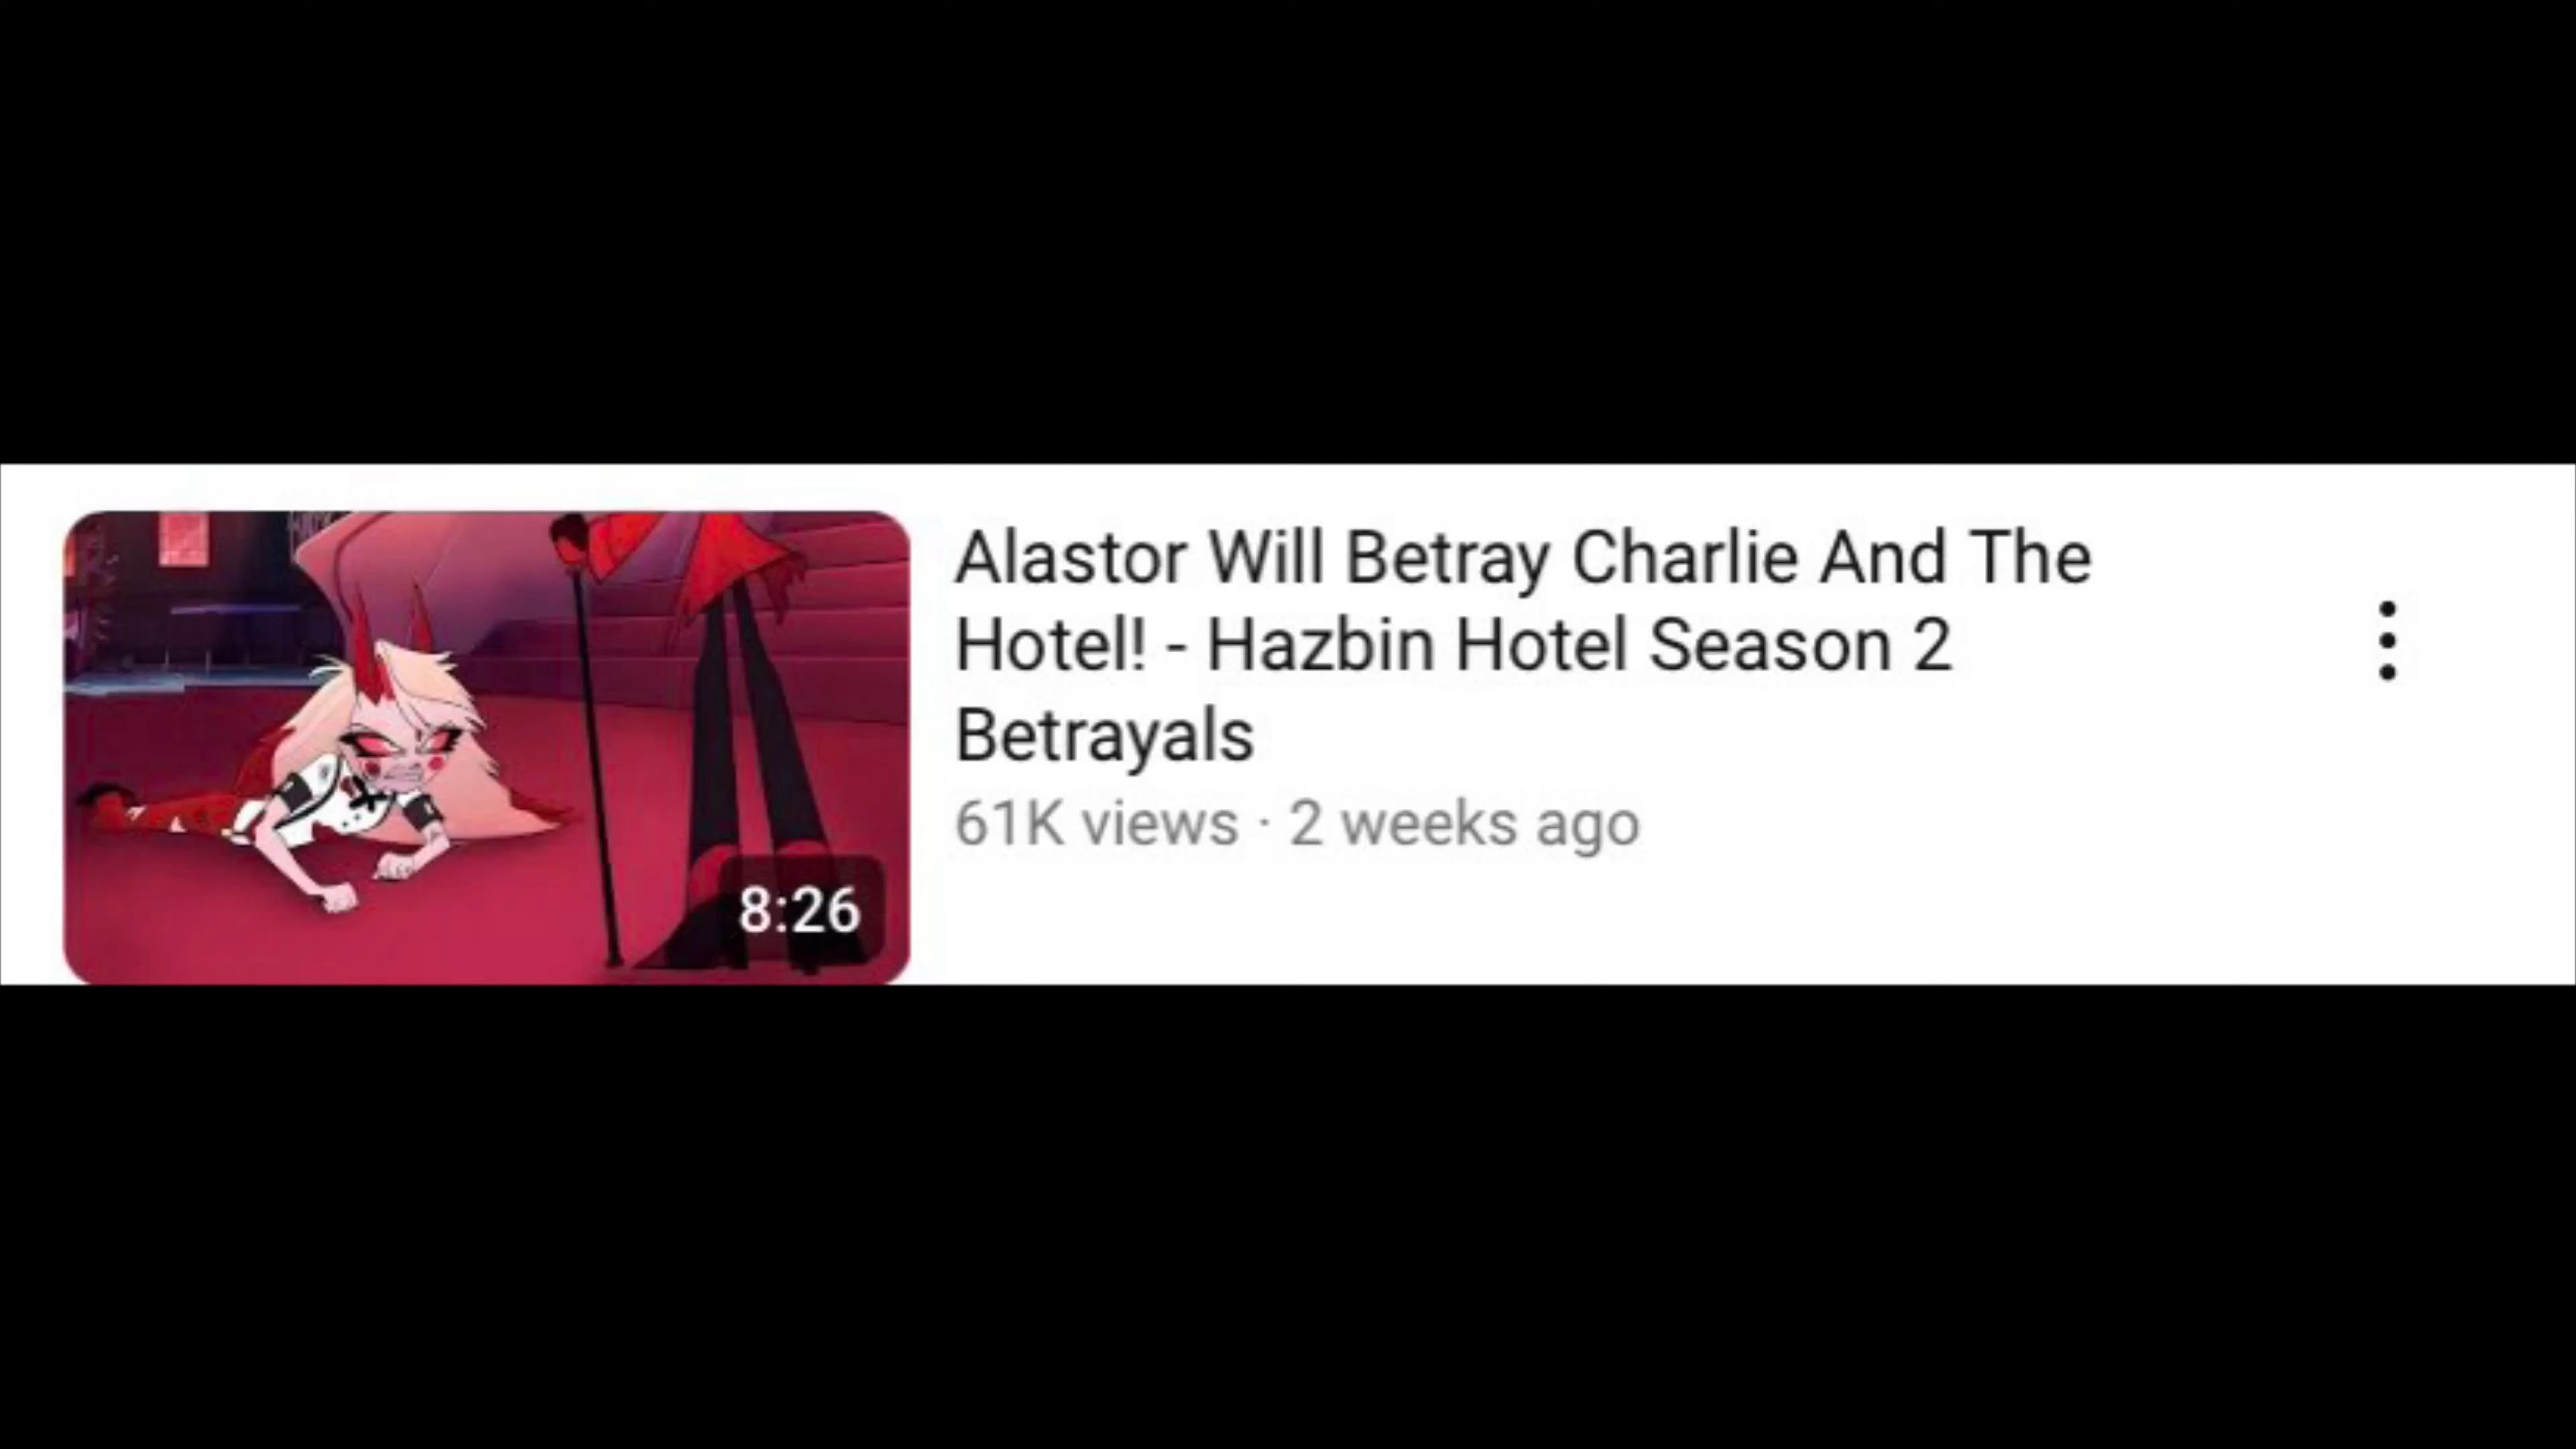 Alastor Will Betray Charlie And The
Hotel! - Hazbin Hotel Season 2
Betrayals
61K views · 2 weeks ago
8:26